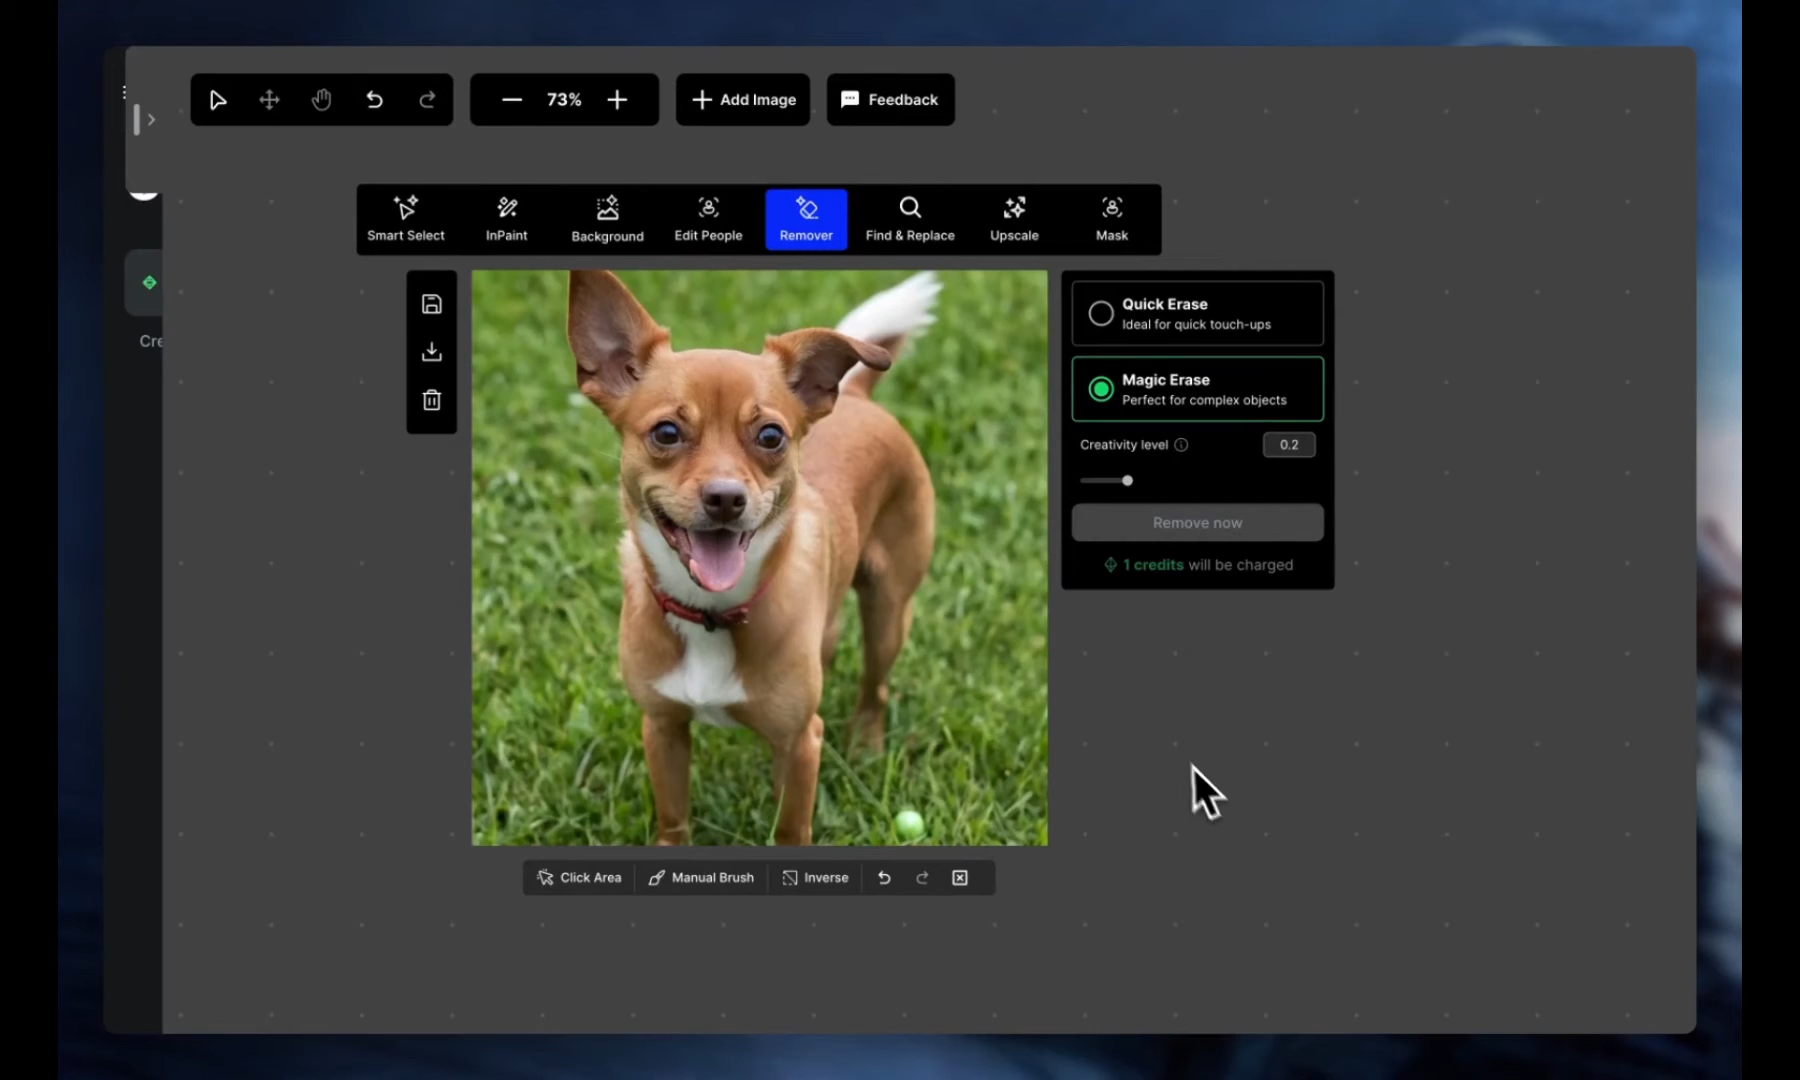 73%
Add Image
Feedback
Smart Select
InPaint
Background
Edit People
Remover
Find & Replace
Upscale
Mask
Cre
Quick Erase
Ideal for quick touch-ups
Magic Erase
Perfect for complex objects
Creativity level
0.2
Remove now
1 credits will be charged
Click Area
Manual Brush
Inverse